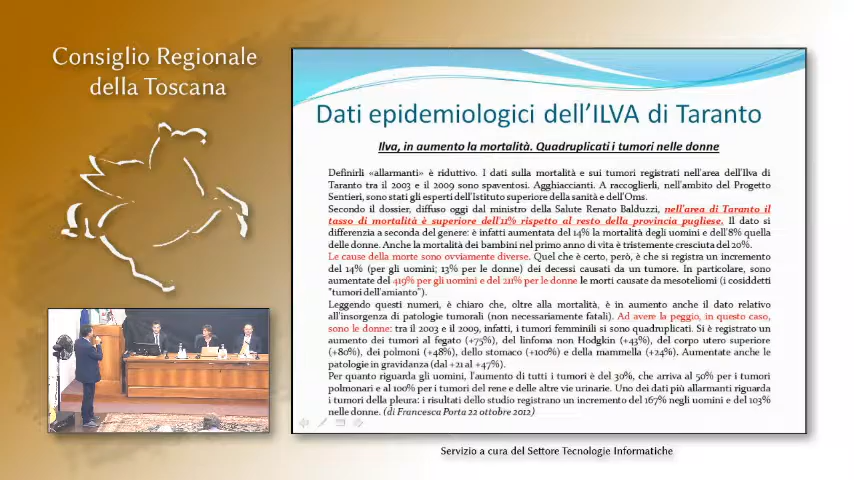 Consiglio Regionale
della Toscana
Dati epidemiologici dell'ILVA di Taranto
Ilva, in aumento la mortalità. Quadruplicati i tumori nelle donne
Definirli «allarmanti» è riduttivo. I dati sulla mortalità e sui tumori registrati nell'area dell'Ilva di
Taranto tra il 2003 e il 2009 sono spaventosi. Agghiaccianti. A raccoglierli, nell'ambito del Progetto
Sentieri, sono stati gli esperti dell'Istituto superiore della sanità e dell'Oms.
Secondo il dossier, diffuso oggi dal ministro della Salute Renato Balduzzi, nell'area di Taranto il
tasso di mortalità è superiore dell'11% rispetto al resto della provincia pugliese. Il dato si
differenzia a seconda del genere: è infatti aumentata del 14% la mortalità degli uomini e dell'8% quella
delle donne. Anche la mortalità dei bambini nel primo anno di vita è tristemente cresciuta del 20%.
Le cause della morte sono ovviamente diverse. Quel che è certo, però, è che si registra un incremento
del 14% (per gli uomini; 13% per le donne) dei decessi causati da un tumore. In particolare, sono
aumentate del 419% per gli uomini e del 211% per le donne le morti causate da mesoteliomi (i cosiddetti
"tumori dell'amianto").
Leggendo questi numeri, è chiaro che, oltre alla mortalità, è in aumento anche il dato relativo
all'insorgenza di patologie tumorali (non necessariamente fatali). Ad avere la peggio, in questo caso,
sono le donne: tra il 2003 e il 2009, infatti, i tumori femminili si sono quadruplicati. Si è registrato un
aumento dei tumori al fegato (+75%), del linfoma non Hodgkin (+43%), del corpo utero superiore
(+80%), dei polmoni (+48%), dello stomaco (+100%) e della mammella (+24%). Aumentate anche le
patologie in gravidanza (dal +21 al +47%).
Per quanto riguarda gli uomini, l'aumento di tutti i tumori è del 30%, che arriva al 50% per i tumori
polmonari e al 100% per i tumori del rene e delle altre vie urinarie. Uno dei dati più allarmanti riguarda
i tumori della pleura: i risultati dello studio registrano un incremento del 167% negli uomini e del 103%
nelle donne. (di Francesca Porta 22 ottobre 2012)
Servizio a cura del Settore Tecnologie Informatiche